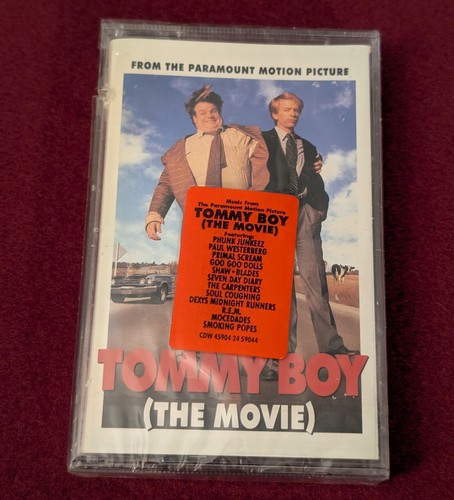 FROM THE PARAMOUNT MOTION PICTURE
Music From
The Paramount Motion Picture
TOMMY BOY
(THE MOVIE)
Featuring:
PHUNK JUNKEEZ
PAUL WESTERBERG
PRIMAL SCREAM
GOO GOO DOLLS
SHAW • BLADES
SEVEN DAY DIARY
THE CARPENTERS
SOUL COUGHING
DEXYS MIDNIGHT RUNNERS
R.E.M.
MOCEDADES
SMOKING POPES
CDW 45904 24 59044
TOMMY BOY
(THE MOVIE)